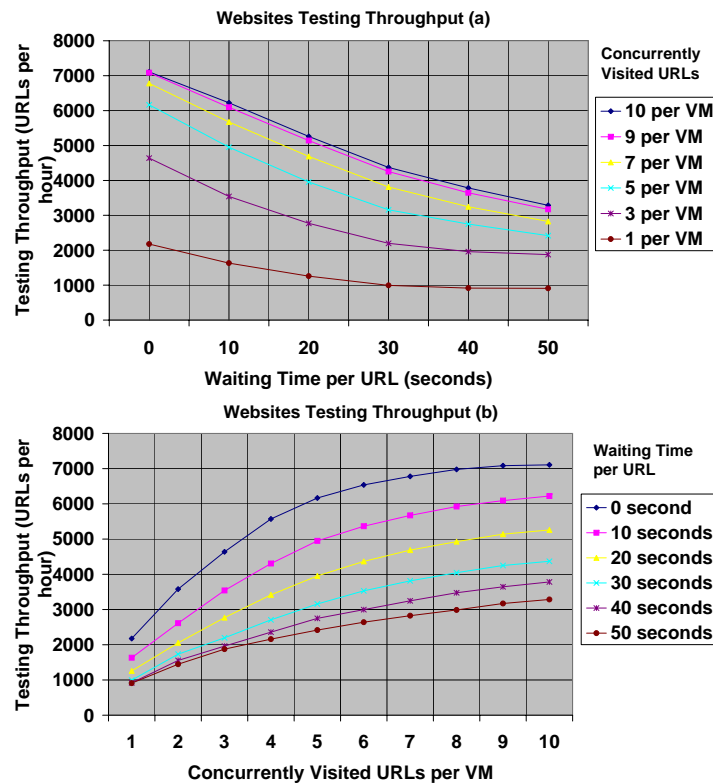 Websites Testing Throughput (a)
Testing Throughput (URLs per
hour)
8000
7000
6000
5000
4000
3000
2000
1000
0
0 10 20 30 40 50
Waiting Time per URL (seconds)
Concurrently
Visited URLs
10 per VM
9 per VM
7 per VM
5 per VM
3 per VM
1 per VM
Websites Testing Throughput (b)
Testing Throughput (URLs per
hour)
8000
7000
6000
5000
4000
3000
2000
1000
0
1 2 3 4 5 6 7 8 9 10
Concurrently Visited URLs per VM
Waiting Time
per URL
0 second
10 seconds
20 seconds
30 seconds
40 seconds
50 seconds